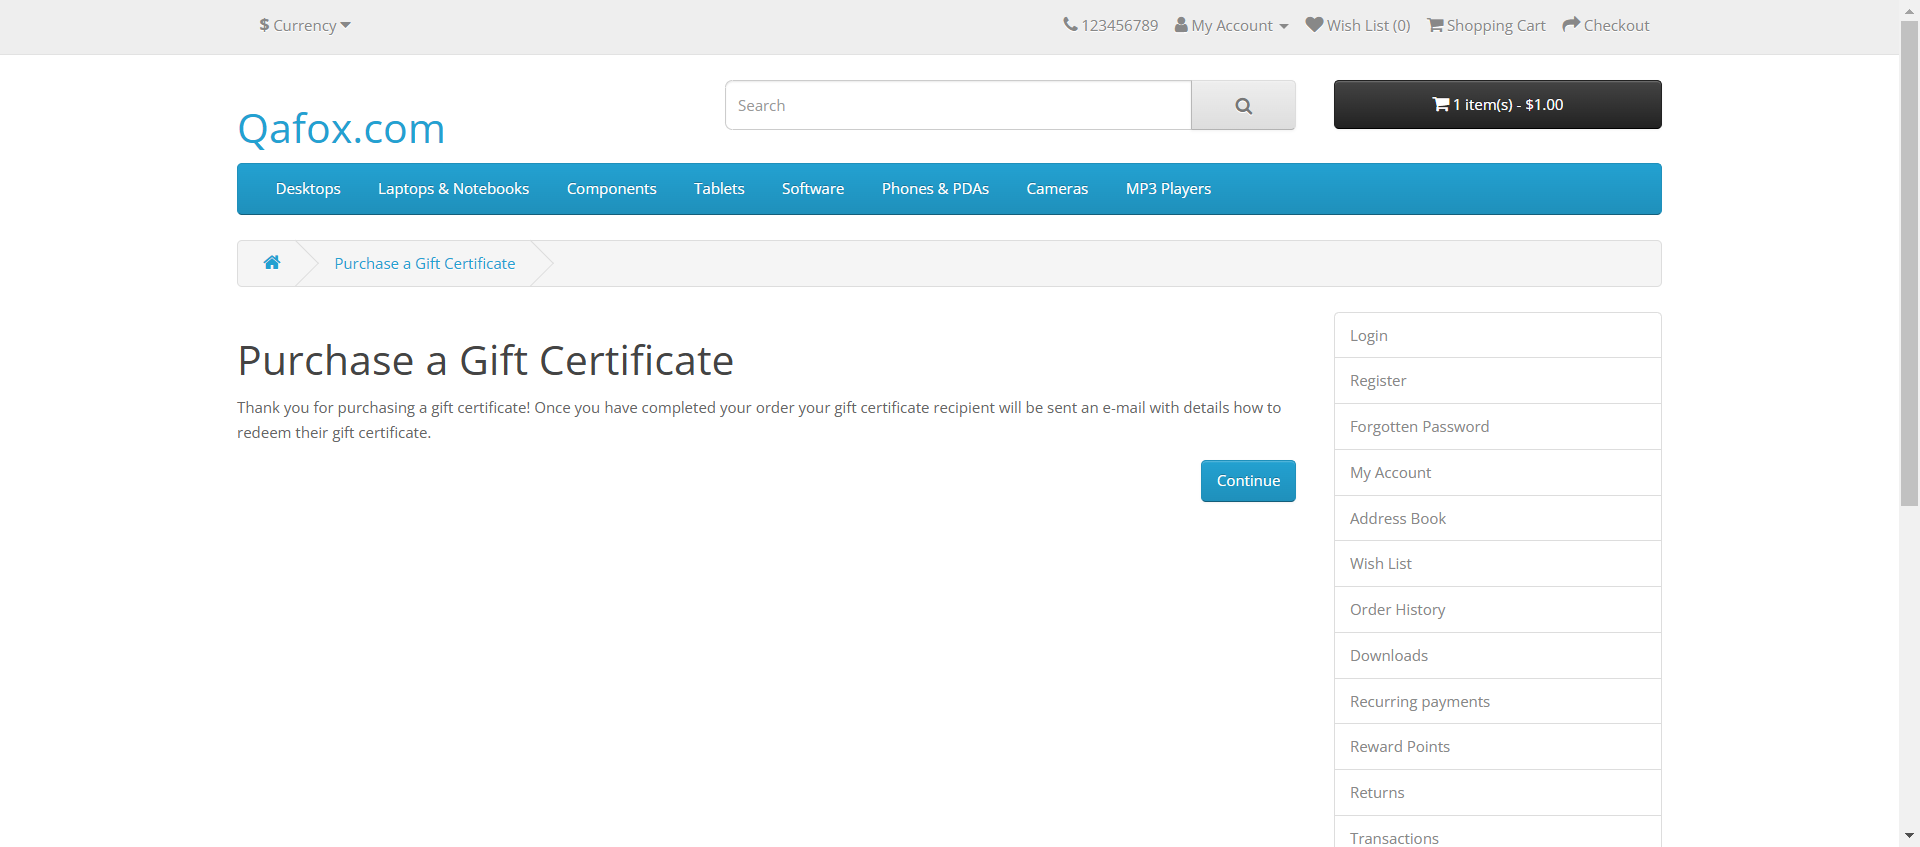 $ Currency
123456789 My Account Wish List (0) Shopping Cart Checkout
Qafox.com
Search
1 item(s) - $1.00
Desktops Laptops & Notebooks Components Tablets Software Phones & PDAs Cameras MP3 Players
Purchase a Gift Certificate
Purchase a Gift Certificate
Thank you for purchasing a gift certificate! Once you have completed your order your gift certificate recipient will be sent an e-mail with details how to
redeem their gift certificate.
Continue
Login
Register
Forgotten Password
My Account
Address Book
Wish List
Order History
Downloads
Recurring payments
Reward Points
Returns
Transactions